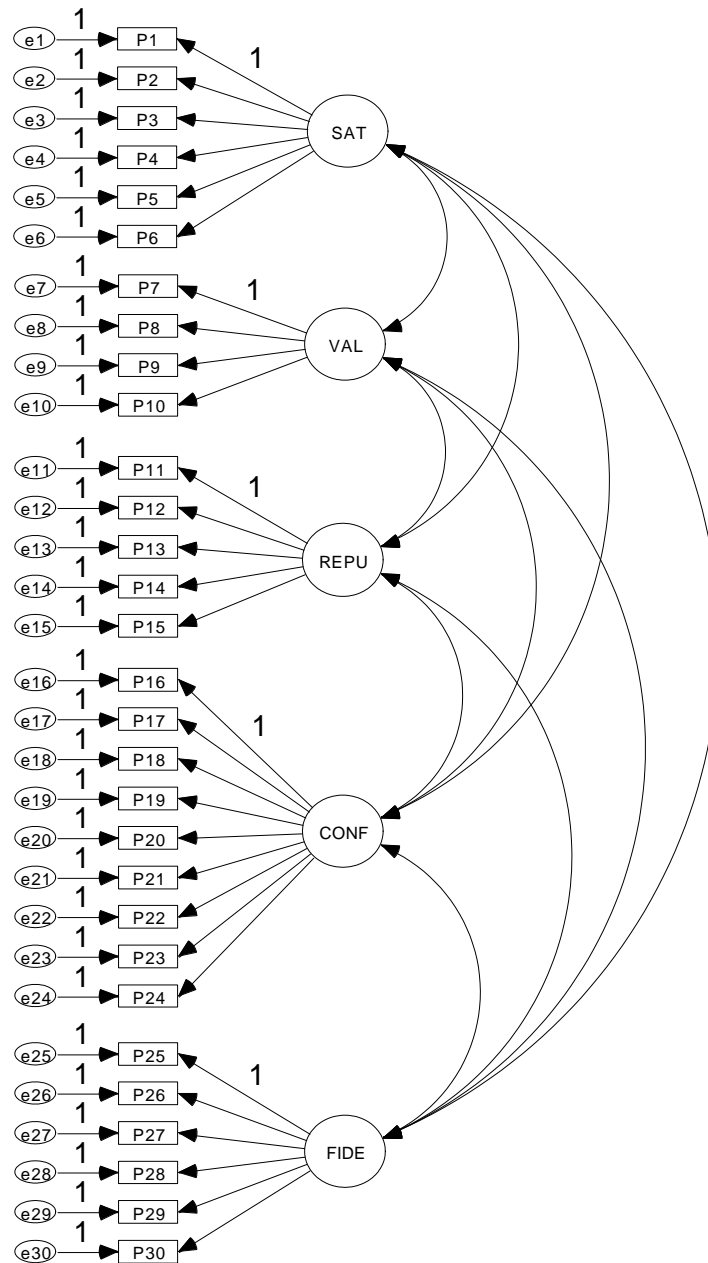 1
e1 P1
1
1
e2 P2
1
e3 P3
SAT
1
e4 P4
1
e5 P5
1
e6 P6
1
e7 P7
1
1
e8 P8
VAL
1
e9 P9
1
e10 P10
1
e11 P11
1
1
e12 P12
1
e13 P13
REPU
1
e14 P14
1
e15 P15
1
e16 P16
1
e17 P17
1
1
e18 P18
1
e19 P19
1
e20 P20
CONF
1
e21 P21
1
e22 P22
1
e23 P23
1
e24 P24
1
e25 P25
1
1
e26 P26
1
e27 P27
FIDE
1
e28 P28
1
e29 P29
1
e30 P30